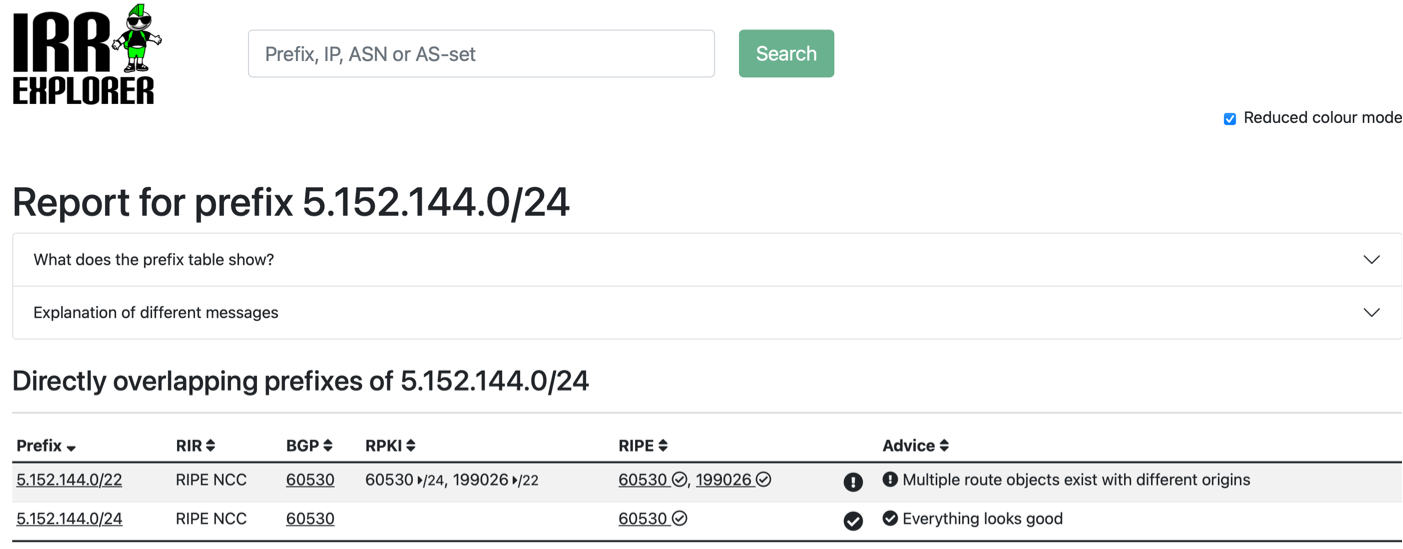 IRR
EXPLORER
Prefix, IP, ASN or AS-set
Search
Reduced colour mode
Report for prefix 5.152.144.0/24
What does the prefix table show?
Explanation of different messages
Directly overlapping prefixes of 5.152.144.0/24
Prefix RIR BGP RPKI RIPE Advice
5.152.144.0/22 RIPE NCC 60530 60530 /24, 199026 /22 60530, 199026 Multiple route objects exist with different origins
5.152.144.0/24 RIPE NCC 60530 60530 Everything looks good